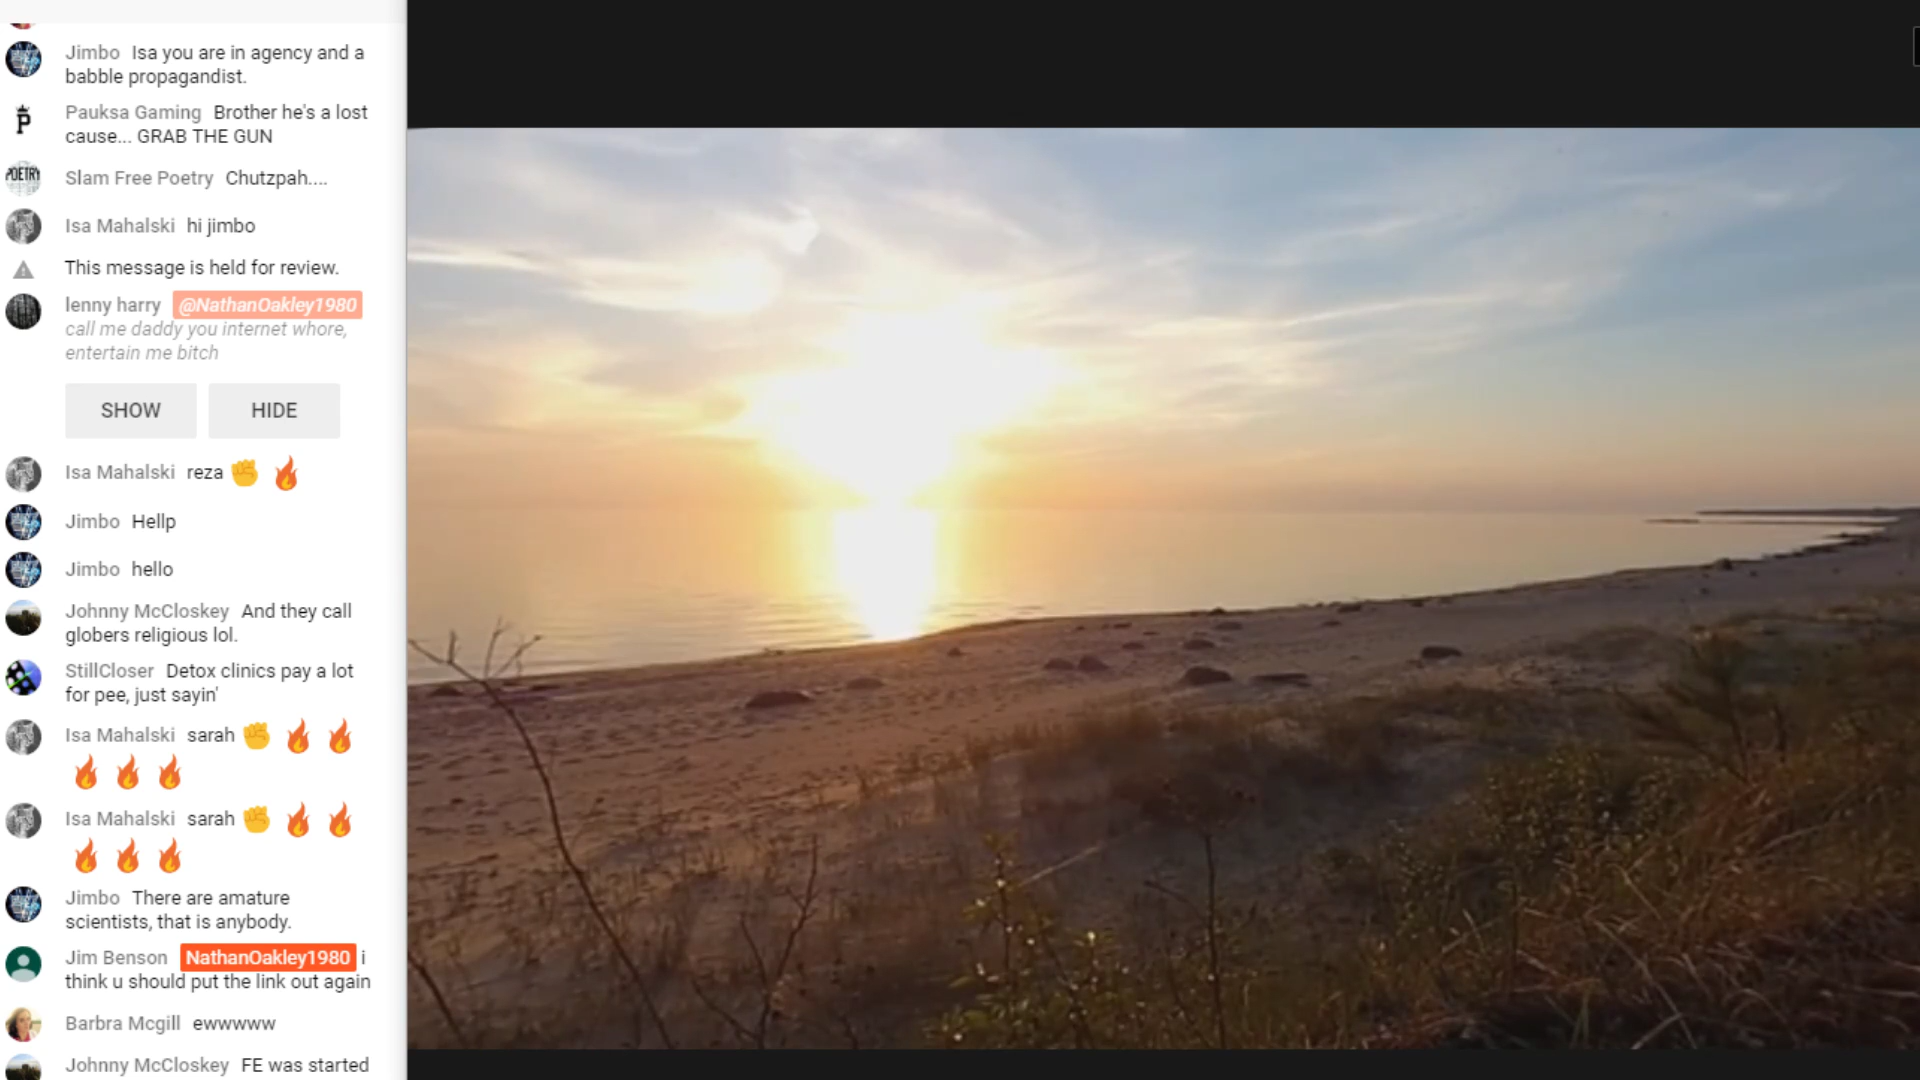 Jimbo Isa you are in agency and a
babble propagandist.
Pauksa Gaming Brother he's a lost
cause... GRAB THE GUN
POETRY
Slam Free Poetry Chutzpah....
Isa Mahalski hi jimbo
This message is held for review.
lenny harry @NathanOakley1980
call me daddy you internet whore,
entertain me bitch
SHOW HIDE
Isa Mahalski reza ✊ 🔥
Jimbo Hellp
Jimbo hello
Johnny McCloskey And they call
globers religious lol.
StillCloser Detox clinics pay a lot
for pee, just sayin'
Isa Mahalski sarah ✊ 🔥 🔥
🔥 🔥 🔥
Isa Mahalski sarah ✊ 🔥 🔥
🔥 🔥 🔥
Jimbo There are amature
scientists, that is anybody.
Jim Benson NathanOakley1980 i
think u should put the link out again
Barbra Mcgill ewwwww
Johnny McCloskey FE was started